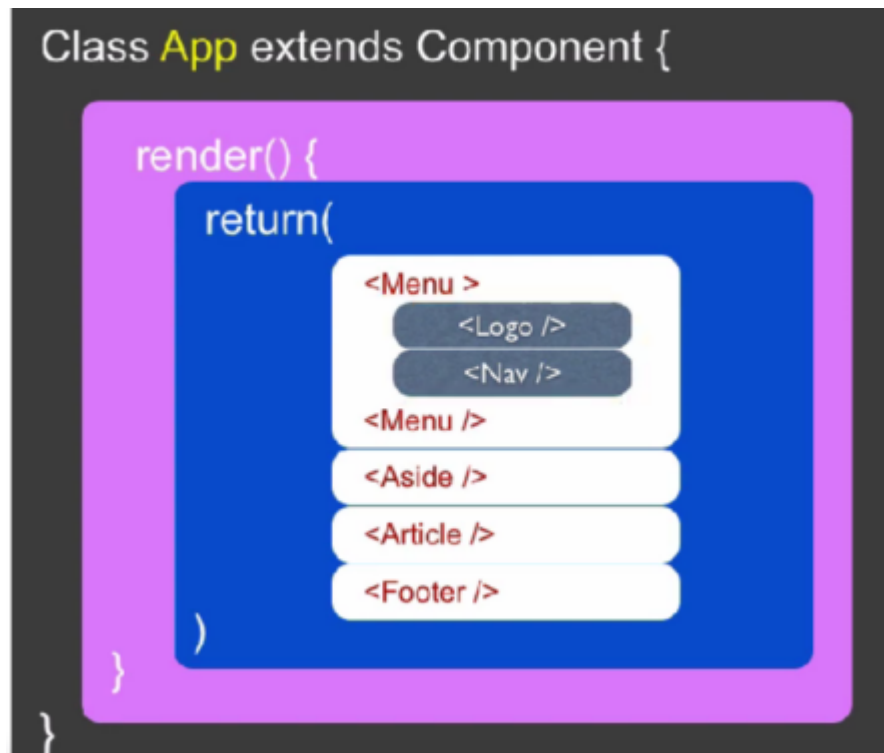 Class App extends Component {
render() {
return(
<Menu >
<Logo />
<Nav />
<Menu />
<Aside />
<Article />
<Footer />
)
}
}